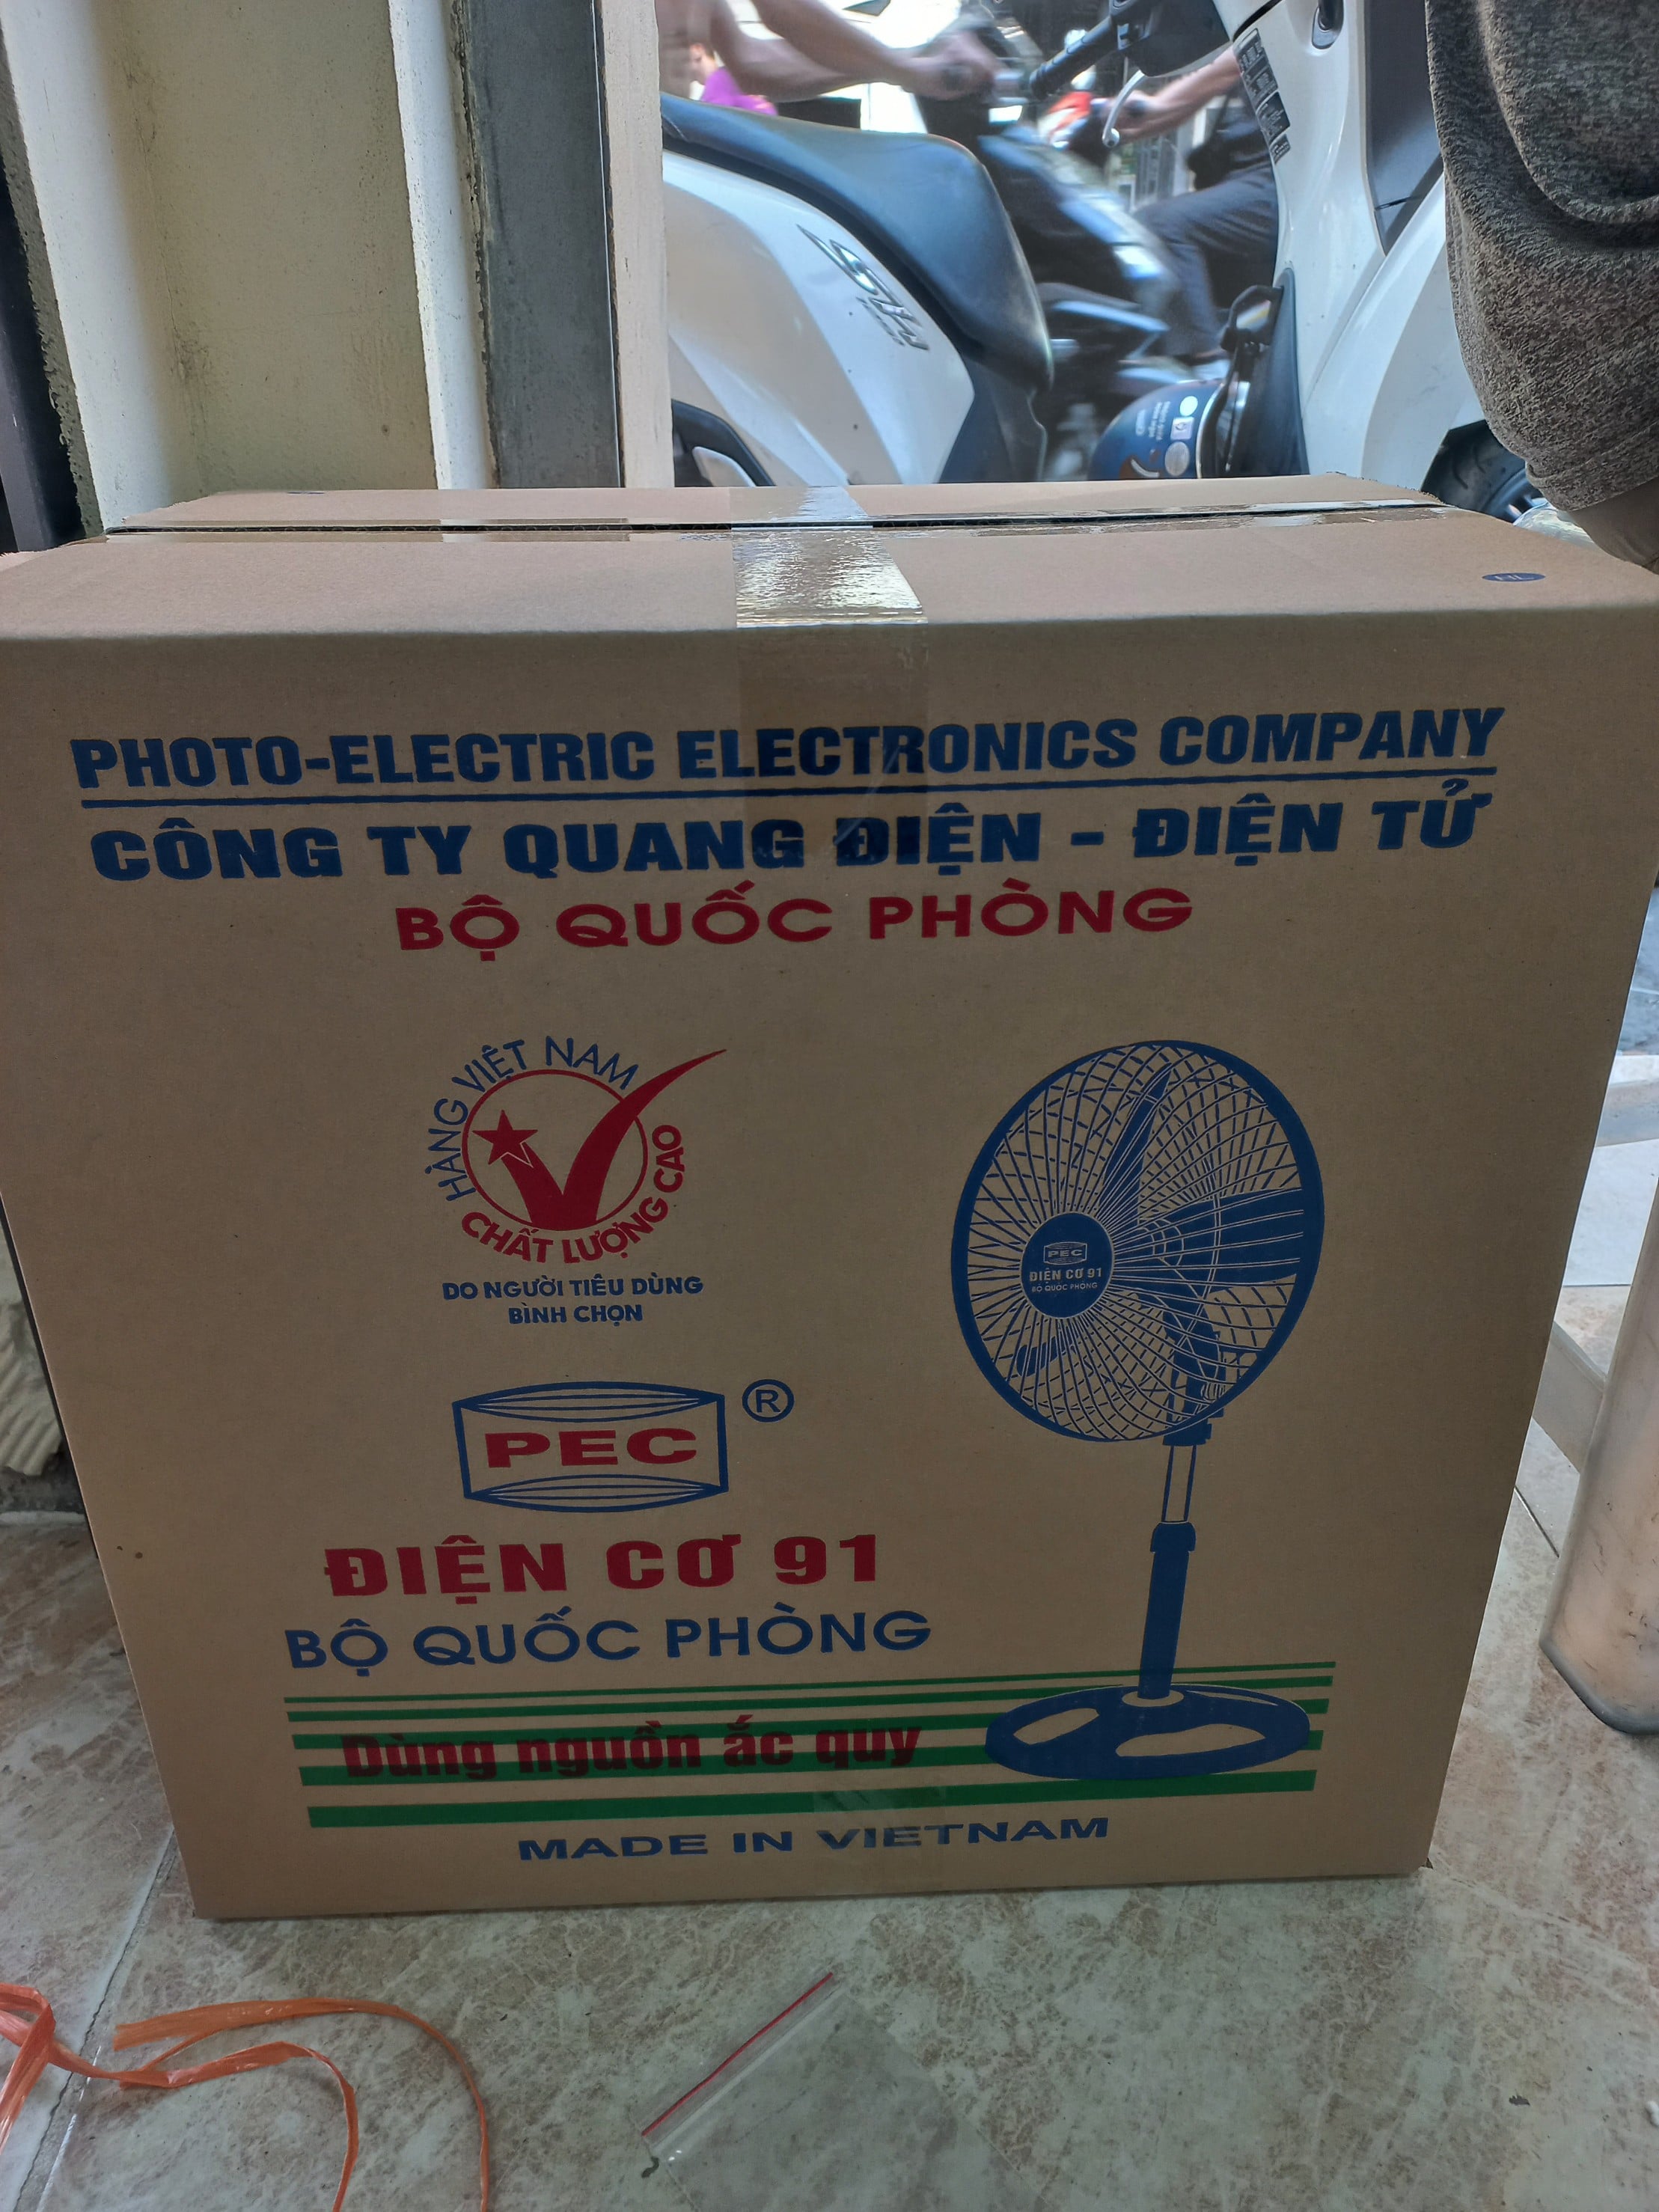 SH
PHOTO-ELECTRIC ELECTRONICS COMPANY
CÔNG TY QUANG ĐIỆN - ĐIỆN TỬ
BỘ QUỐC PHÒNG
HÀNG VIỆT NAM
CHẤT LƯỢNG CAO
DO NGƯỜI TIÊU DÙNG
BÌNH CHỌN
PEC
ĐIỆN CƠ 91
BỘ QUỐC PHÒNG
PEC ®
ĐIỆN CƠ 91
BỘ QUỐC PHÒNG
Dùng nguồn ắc quy
MADE IN VIETNAM